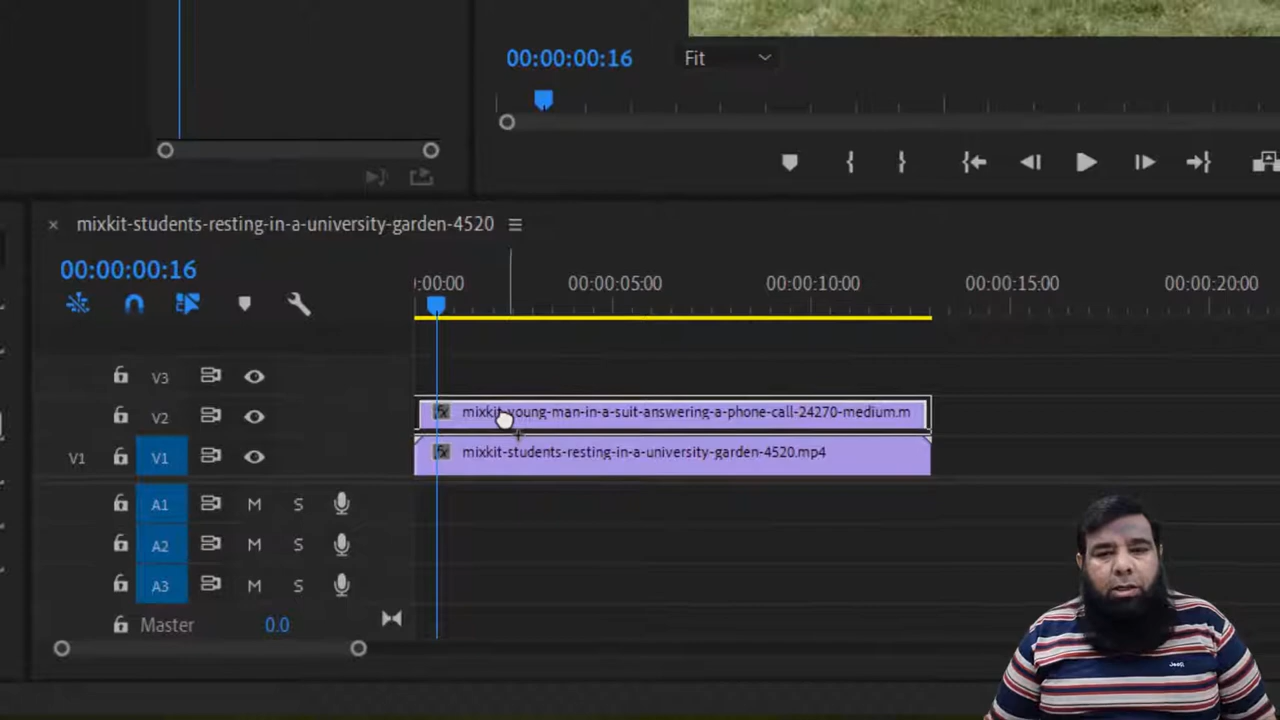 00:00:00:16
Fit
mixkit-students-resting-in-a-university-garden-4520
00:00:00:16
:00:00 00:00:05:00 00:00:10:00 00:00:15:00 00:00:20:00
V3
V2 fx mixkit-young-man-in-a-suit-answering-a-phone-call-24270-medium.m
V1 V1 fx mixkit-students-resting-in-a-university-garden-4520.mp4
A1 M S
A2 M S
A3 M S
Master 0.0